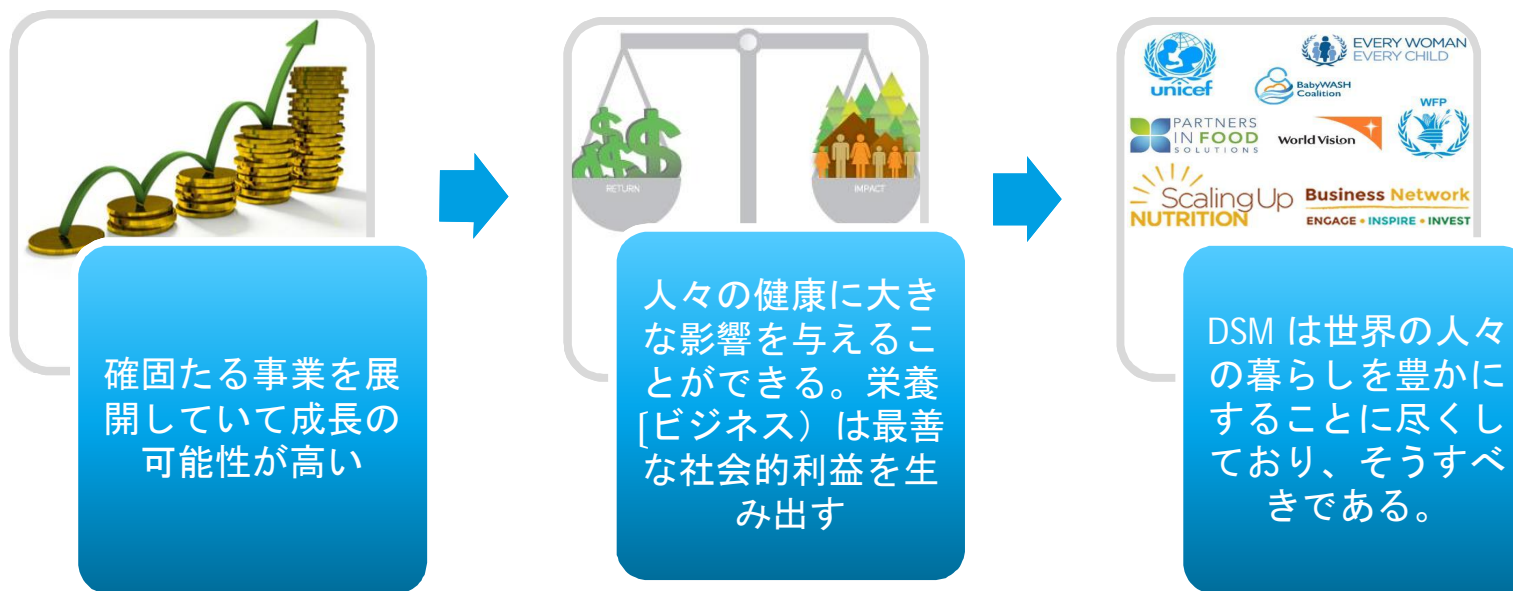 確固たる事業を展
開していて成長の
可能性が高い
RETURN
IMPACT
人々の健康に大き
な影響を与えるこ
とができる。栄養
[ビジネス）は最善
な社会的利益を生
み出す
unicef
EVERY WOMAN
EVERY CHILD
BabyWASH
Coalition
PARTNERS
IN FOOD
SOLUTIONS
World Vision
WFP
Scaling Up
NUTRITION
Business Network
ENGAGE • INSPIRE • INVEST
DSM は世界の人々
の暮らしを豊かに
することに尽くし
ており、そうすべ
きである。